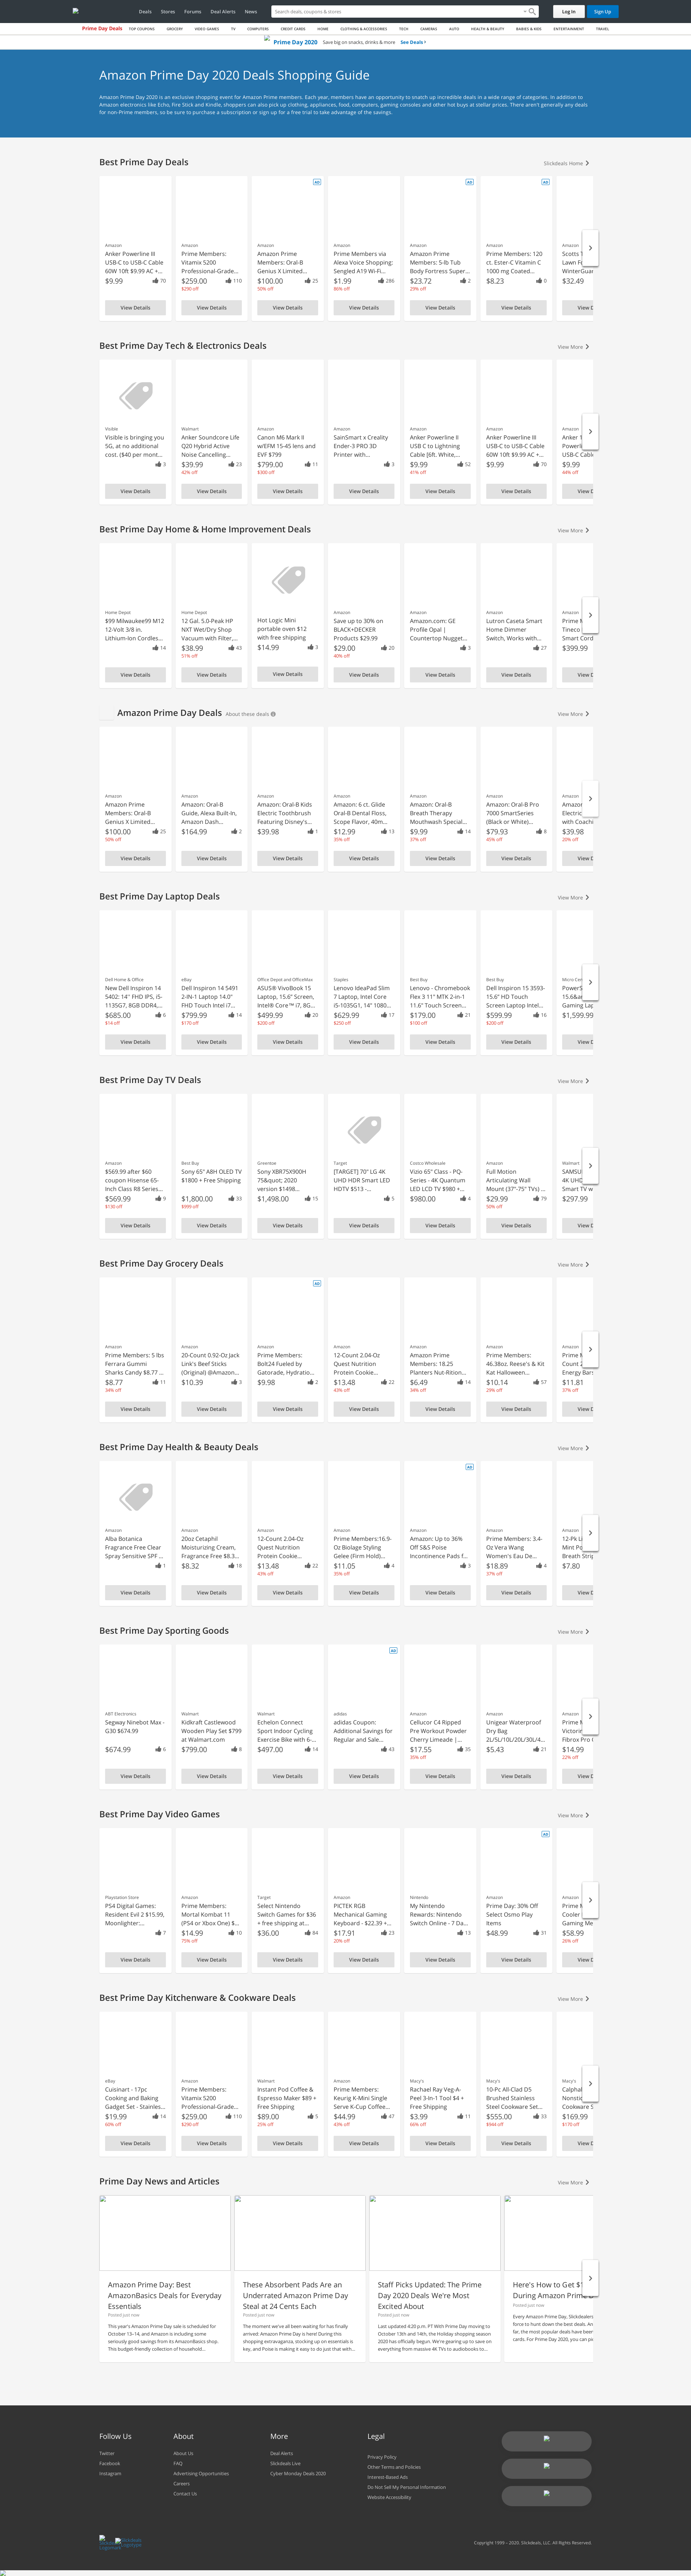 Deals
Stores
Forums
Deal Alerts
News
Search deals, coupons & stores
Log In
Sign Up
Prime Day Deals
TOP COUPONS
GROCERY
VIDEO GAMES
TV
COMPUTERS
CREDIT CARDS
HOME
CLOTHING & ACCESSORIES
TECH
CAMERAS
AUTO
HEALTH & BEAUTY
BABIES & KIDS
ENTERTAINMENT
TRAVEL
Prime Day 2020 Save big on snacks, drinks & more See Deals ›
Amazon Prime Day 2020 Deals Shopping Guide
Amazon Prime Day 2020 is an exclusive shopping event for Amazon Prime members. Each year, members have an opportunity to snatch up incredible deals in a wide range of categories. In addition to
Amazon electronics like Echo, Fire Stick and Kindle, shoppers can also pick up clothing, appliances, food, computers, gaming consoles and other hot buys at stellar prices. There aren't generally any deals
for non-Prime members, so be sure to purchase a subscription or sign up for a free trial to take advantage of the savings.
Best Prime Day Deals
Slickdeals Home
Amazon
Anker Powerline III
USB-C to USB-C Cable
60W 10ft $9.99 AC +...
$9.99 70
View Details
Amazon
Prime Members:
Vitamix 5200
Professional-Grade...
$259.00 110
$290 off
View Details
AD
Amazon
Amazon Prime
Members: Oral-B
Genius X Limited...
$100.00 25
50% off
View Details
Amazon
Prime Members via
Alexa Voice Shopping:
Sengled A19 Wi-Fi...
$1.99 286
86% off
View Details
AD
Amazon
Amazon Prime
Members: 5-lb Tub
Body Fortress Super...
$23.72 2
29% off
View Details
AD
Amazon
Prime Members: 120
ct. Ester-C Vitamin C
1000 mg Coated...
$8.23 0
View Details
Amazon
Scotts T
Lawn Fo
WinterGuar
$32.49
View D
Best Prime Day Tech & Electronics Deals
View More
Visible
Visible is bringing you
5G, at no additional
cost. ($40 per mont...
3
View Details
Walmart
Anker Soundcore Life
Q20 Hybrid Active
Noise Cancelling...
$39.99 23
42% off
View Details
Amazon
Canon M6 Mark II
w/EFM 15-45 lens and
EVF $799
$799.00 11
$300 off
View Details
Amazon
SainSmart x Creality
Ender-3 PRO 3D
Printer with...
3
View Details
Amazon
Anker Powerline II
USB C to Lightning
Cable [6ft. White,...
$9.99 52
41% off
View Details
Amazon
Anker Powerline III
USB-C to USB-C Cable
60W 10ft $9.99 AC +...
$9.99 70
View Details
Amazon
Anker
Powerli
USB-C Cable
$9.99
44% off
View D
Best Prime Day Home & Home Improvement Deals
View More
Home Depot
$99 Milwaukee99 M12
12-Volt 3/8 in.
Lithium-Ion Cordles...
14
View Details
Home Depot
12 Gal. 5.0-Peak HP
NXT Wet/Dry Shop
Vacuum with Filter,...
$38.99 43
51% off
View Details
Hot Logic Mini
portable oven $12
with free shipping
$14.99 3
View Details
Amazon
Save up to 30% on
BLACK+DECKER
Products $29.99
$29.00 20
40% off
View Details
Amazon
Amazon.com: GE
Profile Opal |
Countertop Nugget...
3
View Details
Amazon
Lutron Caseta Smart
Home Dimmer
Switch, Works with...
27
View Details
Amazon
Prime M
Tineco
Smart Cord
$399.99
View D
Amazon Prime Day Deals About these deals
View More
Amazon
Amazon Prime
Members: Oral-B
Genius X Limited...
$100.00 25
50% off
View Details
Amazon
Amazon: Oral-B
Guide, Alexa Built-In,
Amazon Dash...
$164.99 2
View Details
Amazon
Amazon: Oral-B Kids
Electric Toothbrush
Featuring Disney's...
$39.98 1
View Details
Amazon
Amazon: 6 ct. Glide
Oral-B Dental Floss,
Scope Flavor, 40m...
$12.99 13
35% off
View Details
Amazon
Amazon: Oral-B
Breath Therapy
Mouthwash Special...
$9.99 14
37% off
View Details
Amazon
Amazon: Oral-B Pro
7000 SmartSeries
(Black or White)...
$79.93 8
45% off
View Details
Amazon
Amazon
Electric
with Coachi
$39.98
20% off
View D
Best Prime Day Laptop Deals
View More
Dell Home & Office
New Dell Inspiron 14
5402: 14" FHD IPS, i5-
1135G7, 8GB DDR4,...
$685.00 6
$14 off
View Details
eBay
Dell Inspiron 14 5491
2-IN-1 Laptop 14.0"
FHD Touch Intel i7...
$799.99 14
$170 off
View Details
Office Depot and OfficeMax
ASUS® VivoBook 15
Laptop, 15.6" Screen,
Intel® Core™ i7, 8G...
$499.99 20
$200 off
View Details
Staples
Lenovo IdeaPad Slim
7 Laptop, Intel Core
i5-1035G1, 14" 1080...
$629.99 17
$250 off
View Details
Best Buy
Lenovo - Chromebook
Flex 3 11" MTK 2-in-1
11.6" Touch Screen...
$179.00 21
$100 off
View Details
Best Buy
Dell Inspiron 15 3593-
15.6" HD Touch
Screen Laptop Intel...
$599.99 16
$200 off
View Details
Micro Cen
PowerS
15.6&an
Gaming Lap
$1,599.99
View D
Best Prime Day TV Deals
View More
Amazon
$569.99 after $60
coupon Hisense 65-
Inch Class R8 Series...
$569.99 9
$130 off
View Details
Best Buy
Sony 65" A8H OLED TV
$1800 + Free Shipping
$1,800.00 33
$999 off
View Details
Greentoe
Sony XBR75X900H
75&quot; 2020
version $1498...
$1,498.00 15
View Details
Target
[TARGET] 70" LG 4K
UHD HDR Smart LED
HDTV $513 -...
5
View Details
Costco Wholesale
Vizio 65" Class - PQ-
Series - 4K Quantum
LED LCD TV $980 +...
$980.00 4
View Details
Amazon
Full Motion
Articulating Wall
Mount (37"-75" TVs)...
$29.99 79
50% off
View Details
Walmart
SAMSU
4K UHD
Smart TV w
$297.99
View D
Best Prime Day Grocery Deals
View More
Amazon
Prime Members: 5 lbs
Ferrara Gummi
Sharks Candy $8.77...
$8.77 11
34% off
View Details
Amazon
20-Count 0.92-Oz Jack
Link's Beef Sticks
(Original) @Amazon...
$10.39 3
View Details
AD
Amazon
Prime Members:
Bolt24 Fueled by
Gatorade, Hydratio...
$9.98 2
View Details
Amazon
12-Count 2.04-Oz
Quest Nutrition
Protein Cookie...
$13.48 22
43% off
View Details
Amazon
Amazon Prime
Members: 18.25
Planters Nut-Rition...
$6.49 14
34% off
View Details
Amazon
Prime Members:
46.38oz. Reese's & Kit
Kat Halloween...
$10.14 57
29% off
View Details
Amazon
Prime M
Count 2
Energy Bars
$11.81
37% off
View D
Best Prime Day Health & Beauty Deals
View More
Amazon
Alba Botanica
Fragrance Free Clear
Spray Sensitive SPF...
1
View Details
Amazon
20oz Cetaphil
Moisturizing Cream,
Fragrance Free $8.3...
$8.32 18
View Details
Amazon
12-Count 2.04-Oz
Quest Nutrition
Protein Cookie...
$13.48 22
43% off
View Details
Amazon
Prime Members:16.9-
Oz Biolage Styling
Gelee (Firm Hold)...
$11.05 4
35% off
View Details
AD
Amazon
Amazon: Up to 36%
Off S&S Poise
Incontinence Pads f...
3
View Details
Amazon
Prime Members: 3.4-
Oz Vera Wang
Women's Eau De...
$18.89 4
37% off
View Details
Amazon
12-Pk Li
Mint Po
Breath Strip
$7.80
View D
Best Prime Day Sporting Goods
View More
ABT Electronics
Segway Ninebot Max -
G30 $674.99
$674.99 6
View Details
Walmart
Kidkraft Castlewood
Wooden Play Set $799
at Walmart.com
$799.00 8
View Details
Walmart
Echelon Connect
Sport Indoor Cycling
Exercise Bike with 6-...
$497.00 14
View Details
AD
adidas
adidas Coupon:
Additional Savings for
Regular and Sale...
43
View Details
Amazon
Cellucor C4 Ripped
Pre Workout Powder
Cherry Limeade |...
$17.55 35
35% off
View Details
Amazon
Unigear Waterproof
Dry Bag
2L/5L/10L/20L/30L/4...
$5.43 21
View Details
Amazon
Prime M
Victorin
Fibrox Pro K
$14.99
22% off
View D
Best Prime Day Video Games
View More
Playstation Store
PS4 Digital Games:
Resident Evil 2 $15.99,
Moonlighter:...
7
View Details
Amazon
Prime Members:
Mortal Kombat 11
(PS4 or Xbox One) $...
$14.99 10
75% off
View Details
Target
Select Nintendo
Switch Games for $36
+ free shipping at...
$36.00 84
View Details
Amazon
PICTEK RGB
Mechanical Gaming
Keyboard - $22.39 +...
$17.91 23
20% off
View Details
Nintendo
My Nintendo
Rewards: Nintendo
Switch Online - 7 Da...
13
View Details
AD
Amazon
Prime Day: 30% Off
Select Osmo Play
Items
$48.99 31
View Details
Amazon
Prime M
Cooler
Gaming Me
$58.99
26% off
View D
Best Prime Day Kitchenware & Cookware Deals
View More
eBay
Cuisinart - 17pc
Cooking and Baking
Gadget Set - Stainles...
$19.99 14
60% off
View Details
Amazon
Prime Members:
Vitamix 5200
Professional-Grade...
$259.00 110
$290 off
View Details
Walmart
Instant Pod Coffee &
Espresso Maker $89 +
Free Shipping
$89.00 5
25% off
View Details
Amazon
Prime Members:
Keurig K-Mini Single
Serve K-Cup Coffee...
$44.99 47
43% off
View Details
Macy's
Rachael Ray Veg-A-
Peel 3-In-1 Tool $4 +
Free Shipping
$3.99 11
66% off
View Details
Macy's
10-Pc All-Clad D5
Brushed Stainless
Steel Cookware Set...
$555.00 33
$944 off
View Details
Macy's
Calphal
Nonstic
Cookware S
$169.99
$170 off
View D
Prime Day News and Articles
View More
Amazon Prime Day: Best
AmazonBasics Deals for Everyday
Essentials
Posted just now
This year's Amazon Prime Day sale is scheduled for
October 13–14, and Amazon is including some
seriously good savings from its AmazonBasics shop.
This budget-friendly collection of household...
These Absorbent Pads Are an
Underrated Amazon Prime Day
Steal at 24 Cents Each
Posted just now
The moment we've all been waiting for has finally
arrived: Amazon Prime Day is here! During this
shopping extravaganza, stocking up on essentials is
key, and Poise is making it easy to do just that with...
Staff Picks Updated: The Prime
Day 2020 Deals We're Most
Excited About
Posted just now
Last updated 4:20 p.m. PT With Prime Day moving to
October 13th and 14th, the Holiday shopping season
2020 has officially begun. We're gearing up to save on
everything from massive 4K TVs to audiobooks to...
Here's How to Get $1
During Amazon Prime D
Posted just now
Every Amazon Prime Day, Slickdealers
force to hunt down the best deals. An
far, the most popular deals have been
cards. For Prime Day 2020, you can pic
Follow Us
Twitter
Facebook
Instagram
About
About Us
FAQ
Advertising Opportunities
Careers
Contact Us
More
Deal Alerts
Slickdeals Live
Cyber Monday Deals 2020
Legal
Privacy Policy
Other Terms and Policies
Interest-Based Ads
Do Not Sell My Personal Information
Website Accessibility
Copyright 1999 – 2020. Slickdeals, LLC. All Rights Reserved.